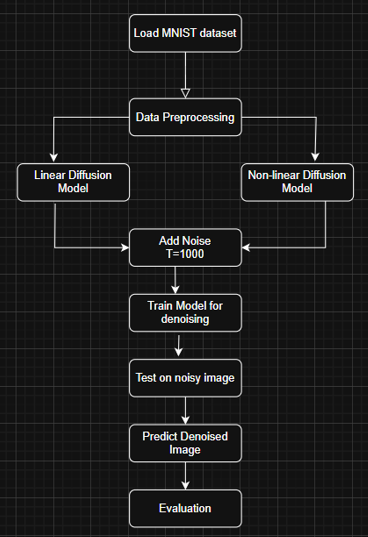 Load MNIST dataset
Data Preprocessing
Linear Diffusion
Model
Non-linear Diffusion
Model
Add Noise
T=1000
Train Model for
denoising
Test on noisy image
Predict Denoised
Image
Evaluation